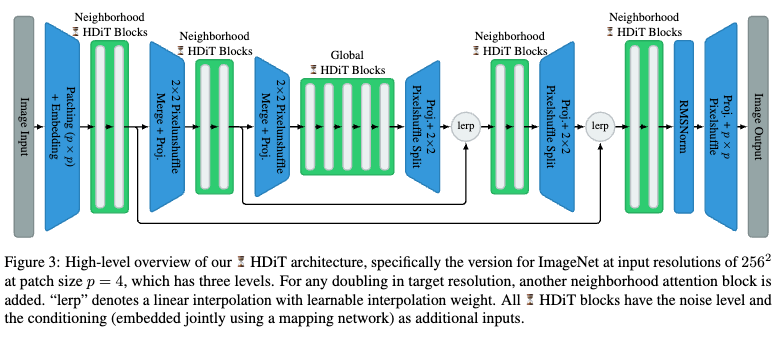 Neighborhood
⏳ HDiT Blocks
Neighborhood
⏳ HDiT Blocks
Global
⏳ HDiT Blocks
Neighborhood
⏳ HDiT Blocks
Neighborhood
⏳ HDiT Blocks
Image Input
Patching (p × p)
+ Embedding
2×2 Pixelunshuffle
Merge + Proj.
2×2 Pixelunshuffle
Merge + Proj.
Proj.+ 2×2
Pixelshuffle Split
lerp
Proj.+ 2×2
Pixelshuffle Split
lerp
RMSNorm
Proj. + p × p
Pixelshuffle
Image Output
Figure 3: High-level overview of our ⏳ HDiT architecture, specifically the version for ImageNet at input resolutions of 256²
at patch size p = 4, which has three levels. For any doubling in target resolution, another neighborhood attention block is
added. “lerp” denotes a linear interpolation with learnable interpolation weight. All ⏳ HDiT blocks have the noise level and
the conditioning (embedded jointly using a mapping network) as additional inputs.